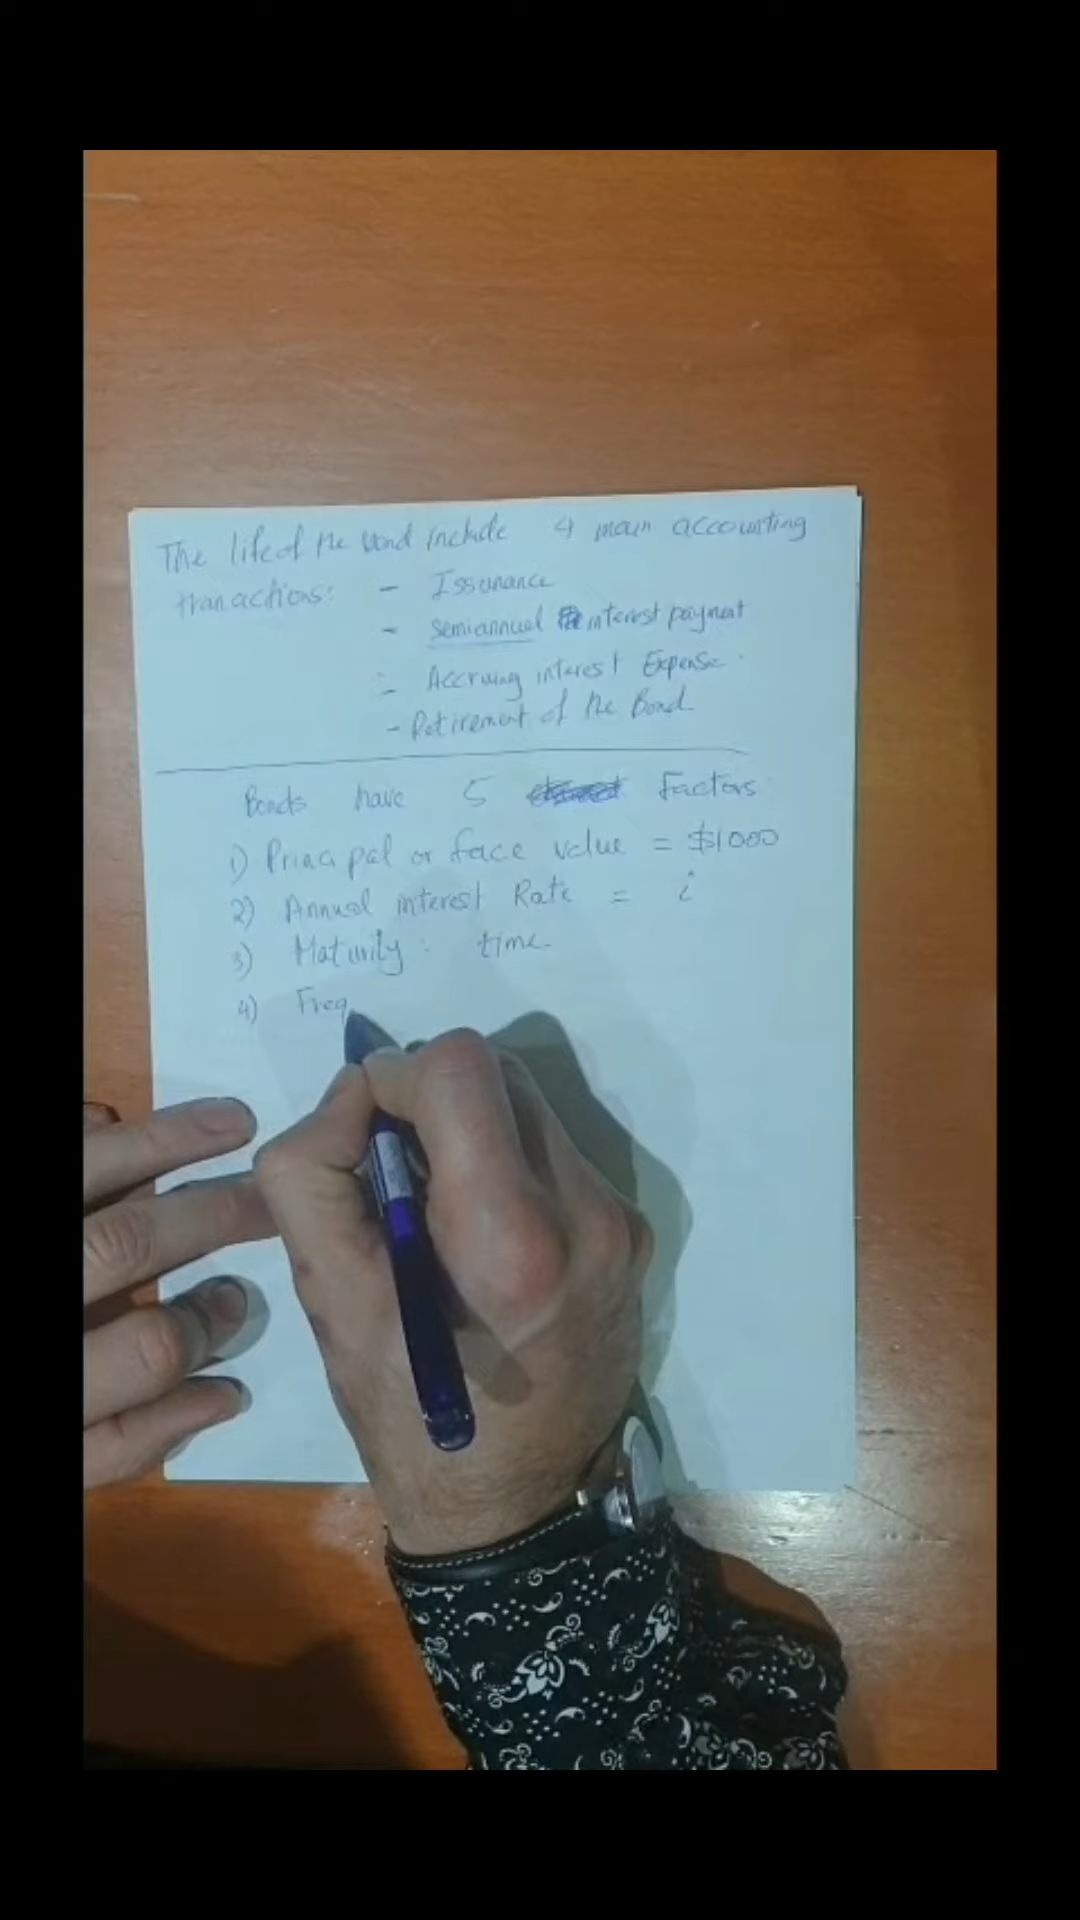 The life of the bond include 4 main accounting
tranactions: - Issuance
- semiannual interest payment
- Accruing interest Expense.
- Retirement of the Bond.
Bonds have 5 Factors
1) Principal or face value = $1000
2) Annual interest Rate = i
3) Maturity: time.
4) Freq